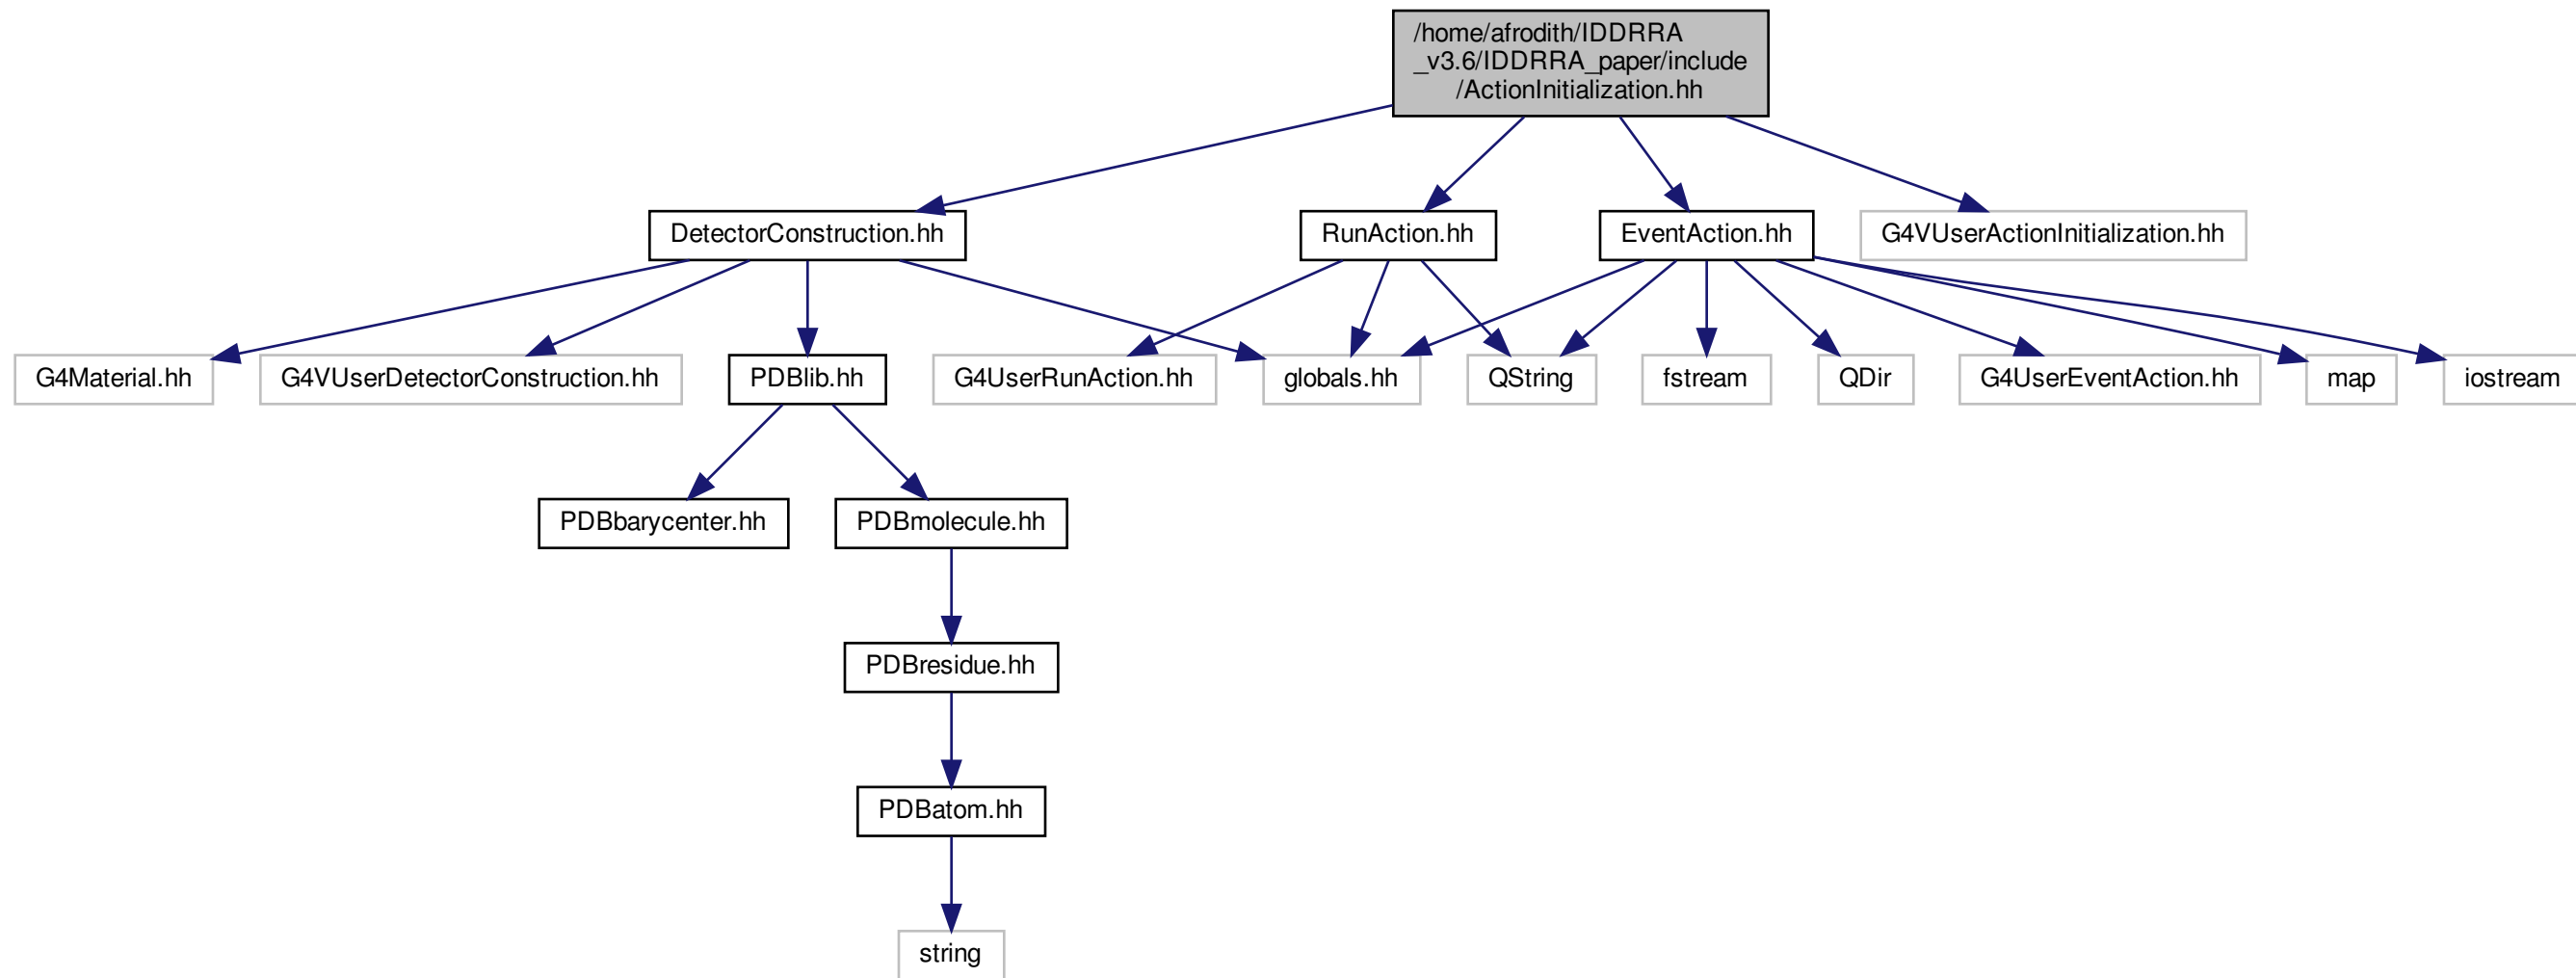 /home/afrodith/IDDRRA
_v3.6/IDDRRA_paper/include
/ActionInitialization.hh
DetectorConstruction.hh
RunAction.hh
EventAction.hh
G4VUserActionInitialization.hh
G4Material.hh
G4VUserDetectorConstruction.hh
PDBlib.hh
G4UserRunAction.hh
globals.hh
QString
fstream
QDir
G4UserEventAction.hh
map
iostream
PDBbarycenter.hh
PDBmolecule.hh
PDBresidue.hh
PDBatom.hh
string